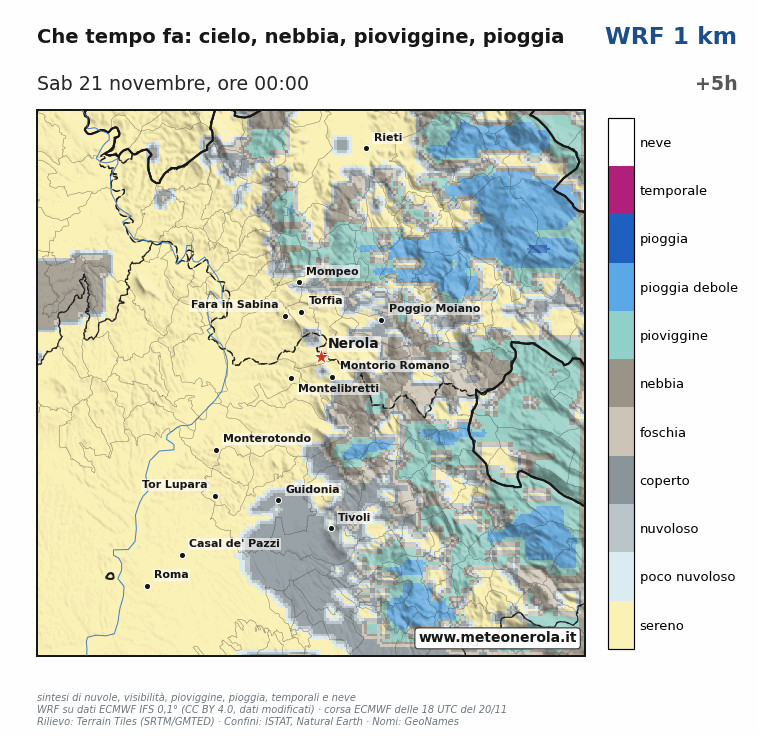 Che tempo fa: cielo, nebbia, pioviggine, pioggia
WRF 1 km
Sab 21 novembre, ore 00:00
+5h
Rieti
Mompeo
Toffia
Fara in Sabina
Poggio Moiano
Nerola
Montorio Romano
Montelibretti
Monterotondo
Tor Lupara
Guidonia
Tivoli
Casal de' Pazzi
Roma
www.meteonerola.it
neve
temporale
pioggia
pioggia debole
pioviggine
nebbia
foschia
coperto
nuvoloso
poco nuvoloso
sereno
sintesi di nuvole, visibilità, pioviggine, pioggia, temporali e neve
WRF su dati ECMWF IFS 0,1° (CC BY 4.0, dati modificati) · corsa ECMWF delle 18 UTC del 20/11
Rilievo: Terrain Tiles (SRTM/GMTED) · Confini: ISTAT, Natural Earth · Nomi: GeoNames